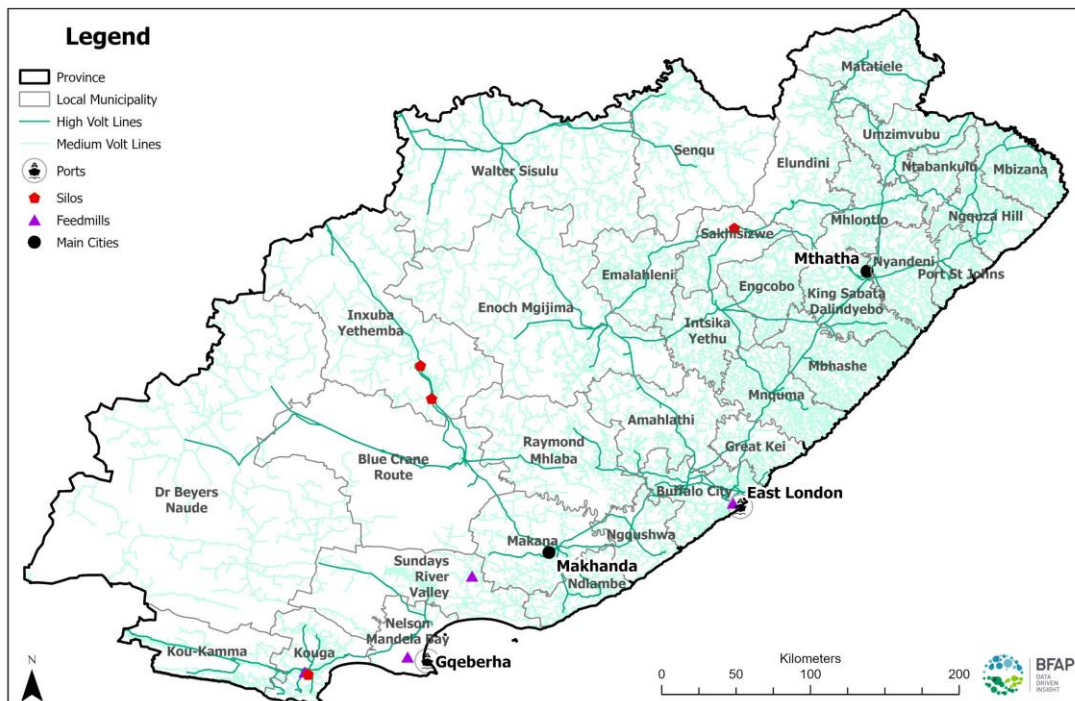 Legend
Province
Local Municipality
High Volt Lines
Medium Volt Lines
Ports
Silos
Feedmills
Main Cities
Matatiele
Umzimvubu
Senqu
Elundini
Ntabankulu
Mbizana
Walter Sisulu
Ngquza Hill
Mhlontlo
Sakhisizwe
Mthatha
Nyandeni
Port St Johns
Emalahleni
Engcobo
King Sabata
Dalindyebo
Enoch Mgijima
Inxuba
Yethemba
Intsika
Yethu
Mbhashe
Mnquma
Amahlathi
Great Kei
Raymond
Mhlaba
Blue Crane
Route
Dr Beyers
Naude
Buffalo City
East London
Makana
Ngqushwa
Makhanda
Sundays
River
Valley
Ndlambe
Nelson
Mandela Bay
Kou-Kamma
Kouga
Gqeberha
N
Kilometers
0 50 100 200
BFAP
DATA
DRIVEN
INSIGHT